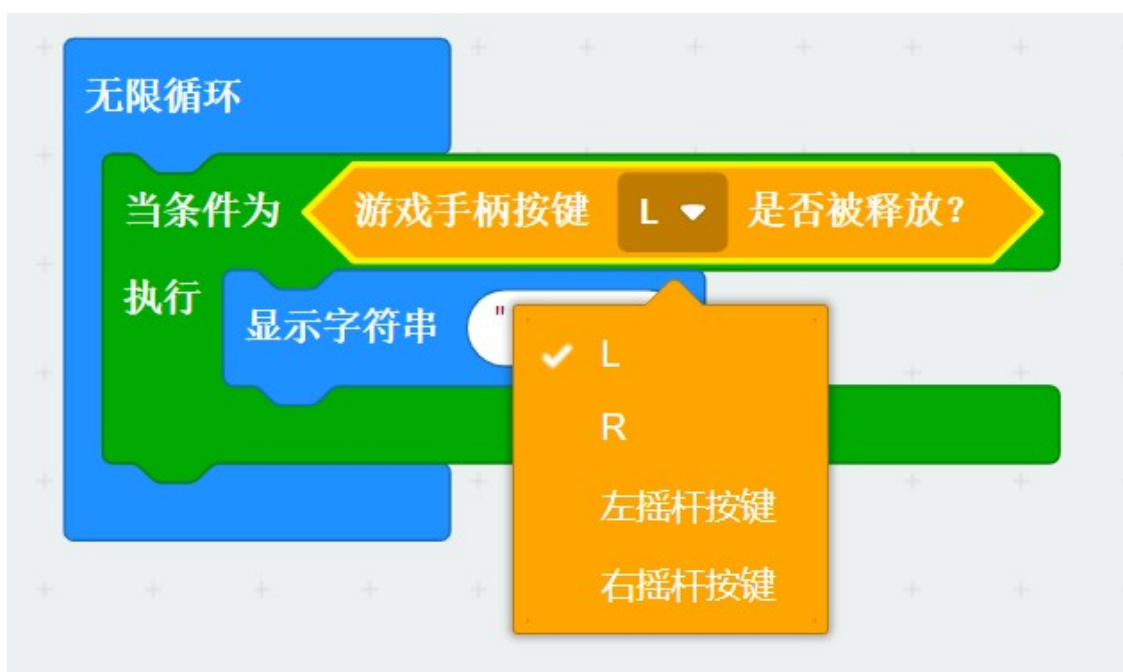 无限循环
当条件为 游戏手柄按键 L 是否被释放?
执行
显示字符串 "
L
R
左摇杆按键
右摇杆按键